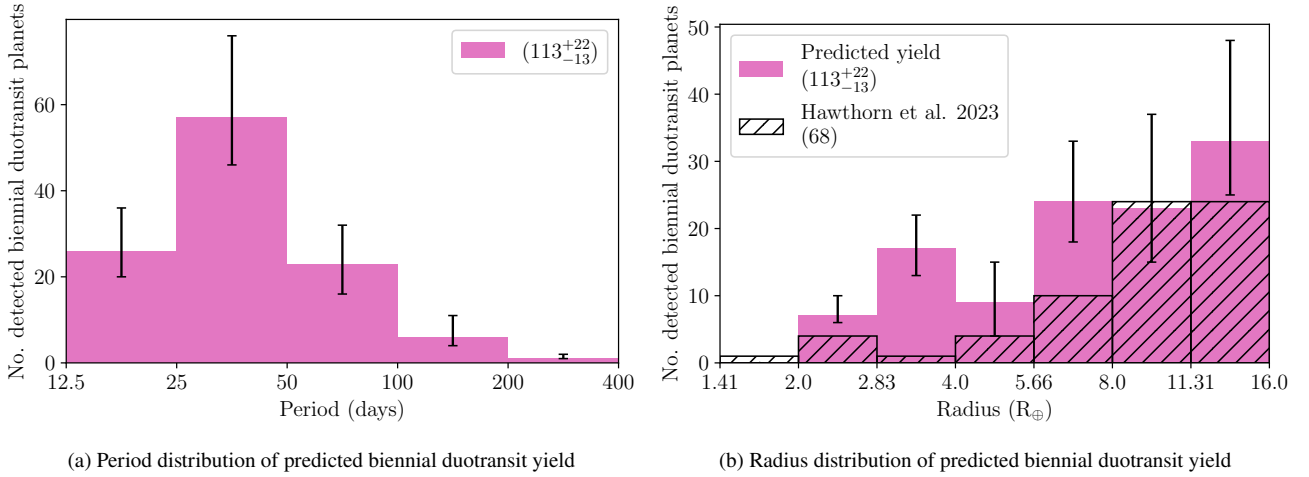 No. detected biennial duotransit planets
60
40
20
0
12.5 25 50 100 200 400
Period (days)
(113+22−13)
(a) Period distribution of predicted biennial duotransit yield
No. detected biennial duotransit planets
50
40
30
20
10
0
1.41 2.0 2.83 4.0 5.66 8.0 11.31 16.0
Radius (R⊕)
Predicted yield
(113+22−13)
Hawthorn et al. 2023
(68)
(b) Radius distribution of predicted biennial duotransit yield